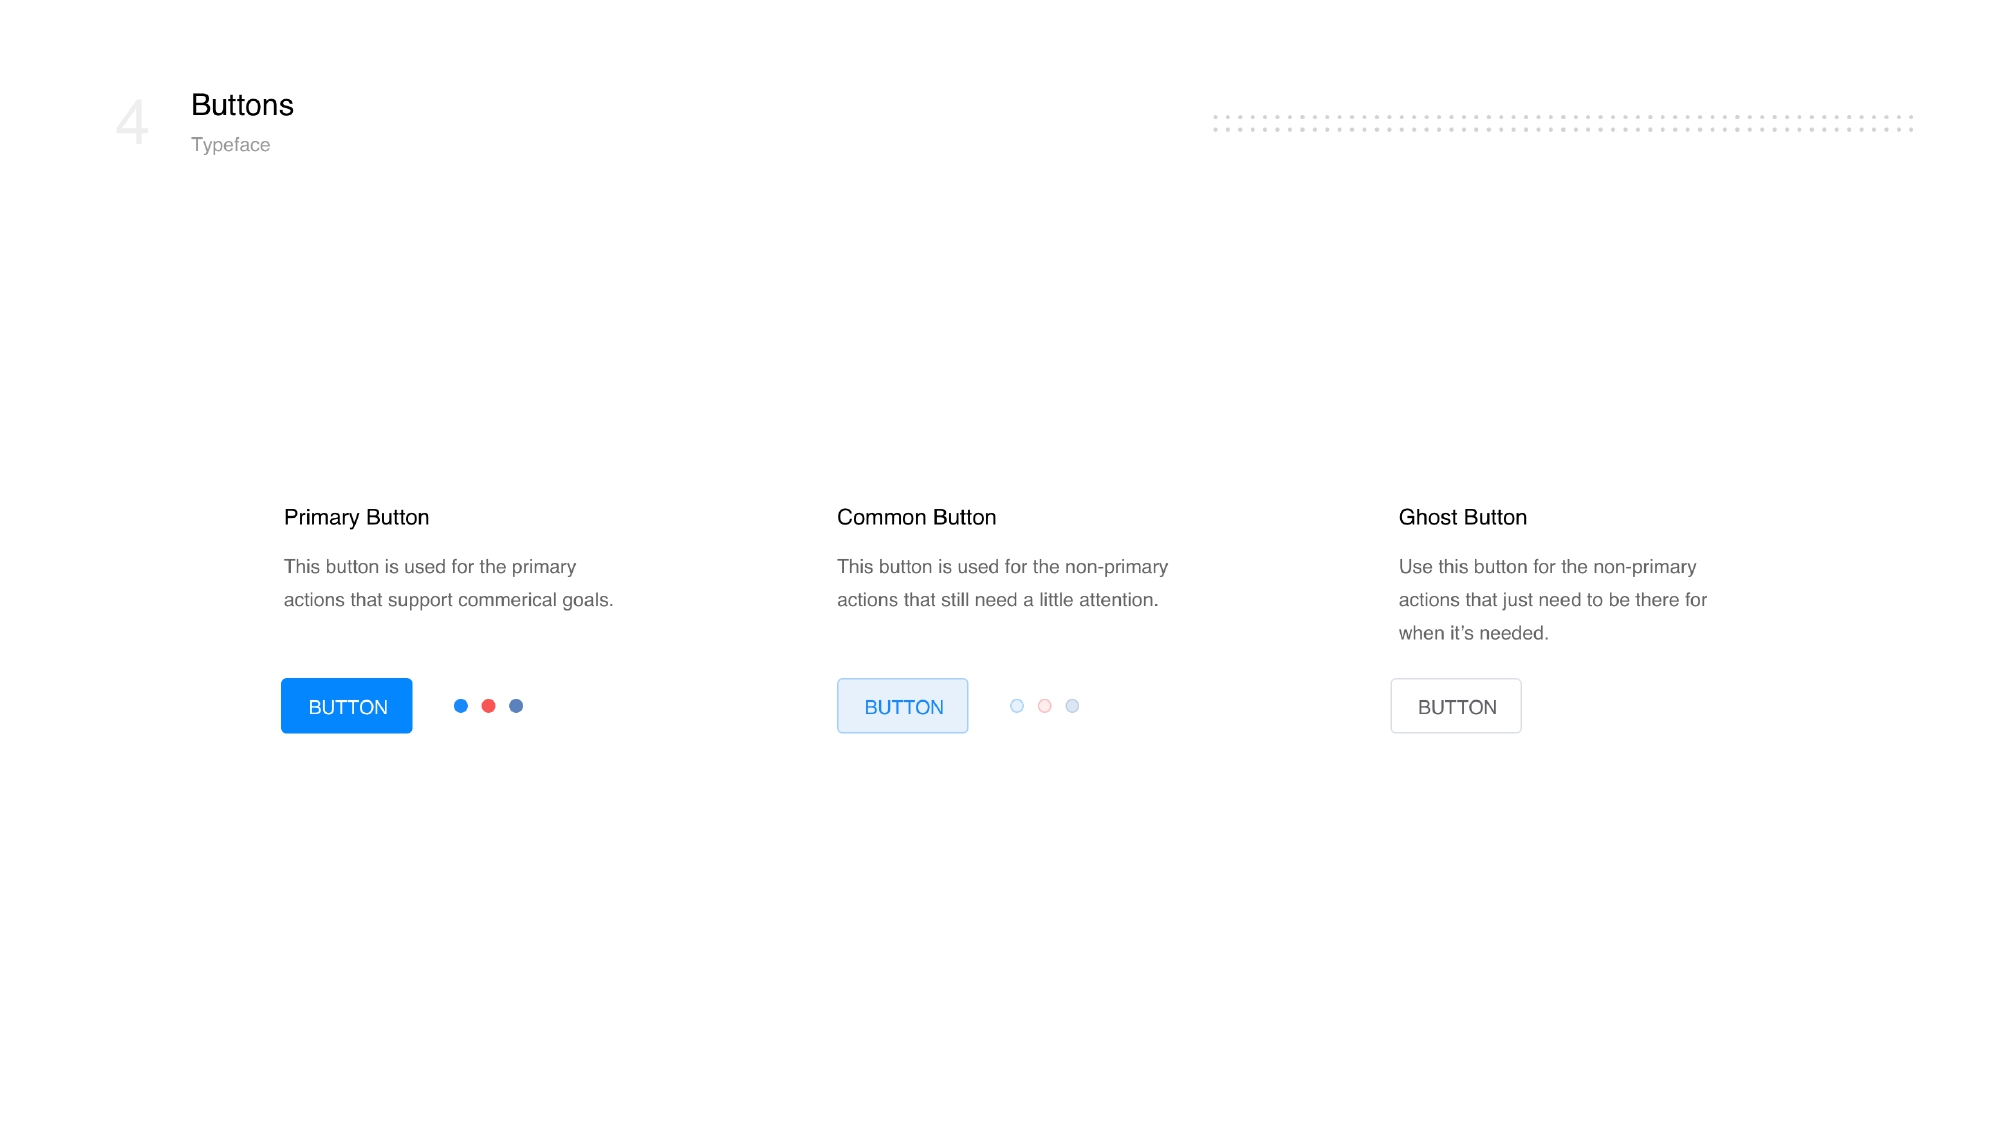 4
Buttons
Typeface
Primary Button
This button is used for the primary
actions that support commerical goals.
BUTTON
Common Button
This button is used for the non-primary
actions that still need a little attention.
BUTTON
Ghost Button
Use this button for the non-primary
actions that just need to be there for
when it’s needed.
BUTTON